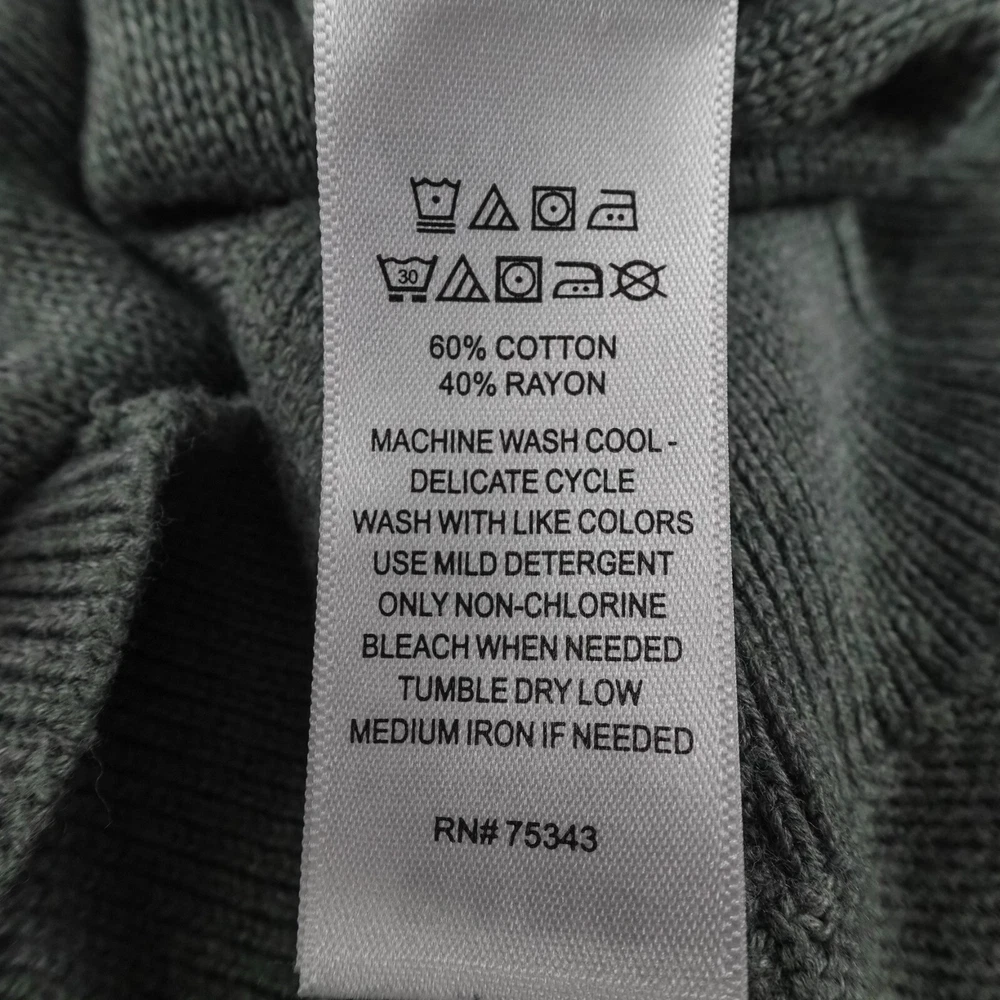 30
60% COTTON
40% RAYON
MACHINE WASH COOL -
DELICATE CYCLE
WASH WITH LIKE COLORS
USE MILD DETERGENT
ONLY NON-CHLORINE
BLEACH WHEN NEEDED
TUMBLE DRY LOW
MEDIUM IRON IF NEEDED
RN# 75343